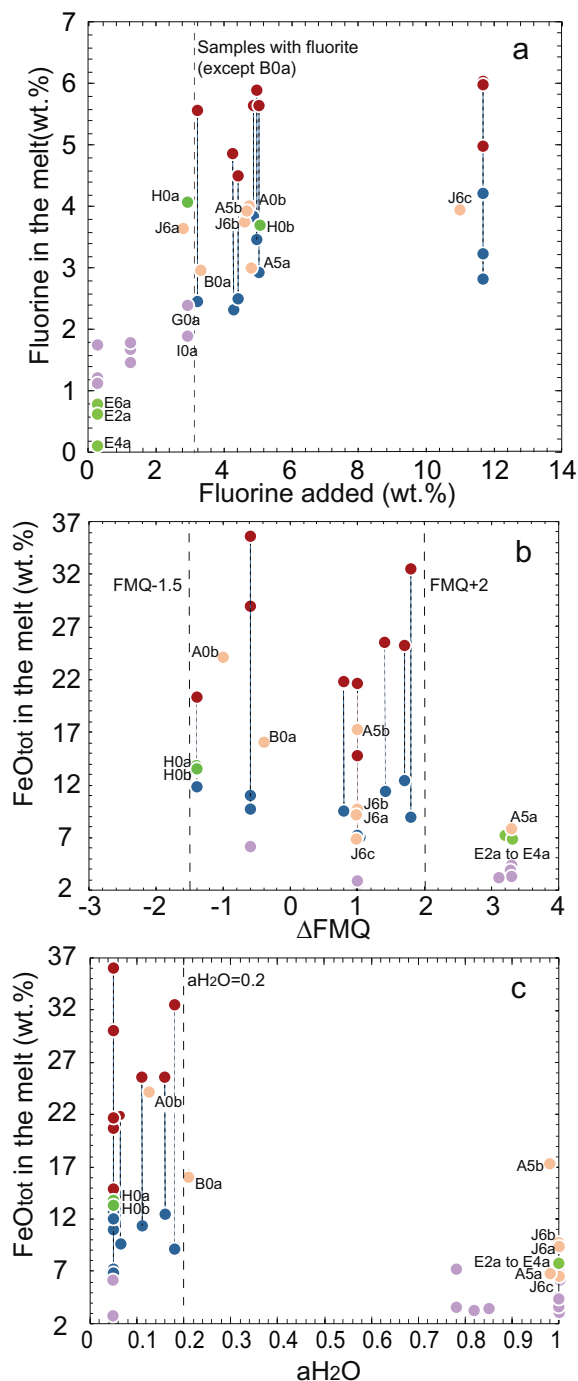 a
Samples with fluorite
(except B0a)
Fluorine in the melt(wt.%)
7
6
5
4
3
2
1
0
H0a
J6a
A5b
J6b
A0b
H0b
J6c
B0a
A5a
G0a
I0a
E6a
E2a
E4a
0 2 4 6 8 10 12 14
Fluorine added (wt.%)
b
FeOtot in the melt (wt.%)
37
32
27
22
17
12
7
2
FMQ-1.5
FMQ+2
A0b
B0a
A5b
H0a
H0b
J6b
J6a
J6c
A5a
E2a to E4a
-3 -2 -1 0 1 2 3 4
ΔFMQ
c
FeOtot in the melt (wt.%)
37
32
27
22
17
12
7
2
aH2O=0.2
A0b
B0a
A5b
H0a
H0b
J6b
J6a
E2a to E4a
A5a
J6c
0 0.1 0.2 0.3 0.4 0.5 0.6 0.7 0.8 0.9 1
aH2O